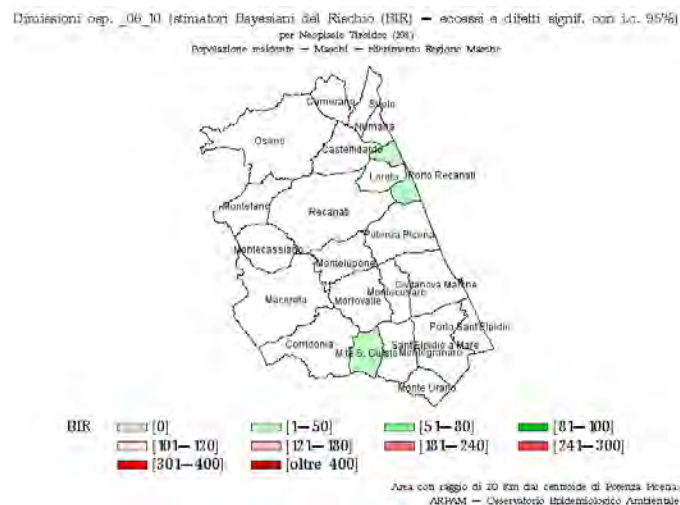 Dimissioni osp. _06_10 (stimatori Bayesiani del Rischio (BIR) — eccessi e difetti signif. con i.c. 95%)
per Neoplasie Tiroidee (193)
Popolazione residente — Maschi — riferimento Regione Marche
Camerano
Sirolo
Numana
Osimo
Castelfidardo
Loreto
Porto Recanati
Montefano
Recanati
Potenza Picena
Montecassiano
Montelupone
Civitanova Marche
Montecosaro
Macerata
Morrovalle
Porto Sant'Elpidio
Corridonia
M.te S. Giusto
Sant'Elpidio a Mare
Montegranaro
Monte Urano
BIR [0] [1—50] [51—80] [81—100]
[101—120] [121—180] [181—240] [241—300]
[301—400] [oltre 400]
Area con raggio di 20 Km dal centroide di Potenza Picena.
ARPAM — Osservatorio Epidemiologico Ambientale